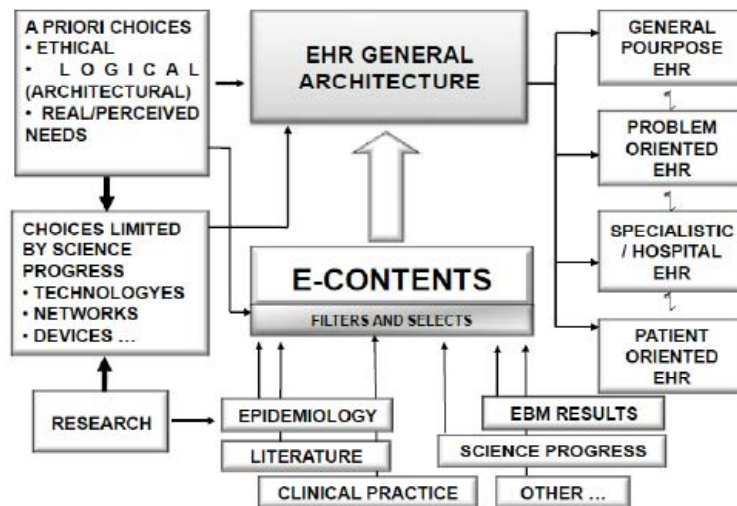 A PRIORI CHOICES
• ETHICAL
• LOGICAL
(ARCHITECTURAL)
• REAL/PERCEIVED
NEEDS
EHR GENERAL
ARCHITECTURE
GENERAL
POURPOSE
EHR
PROBLEM
ORIENTED
EHR
SPECIALISTIC
/ HOSPITAL
EHR
PATIENT
ORIENTED
EHR
CHOICES LIMITED
BY SCIENCE
PROGRESS
• TECHNOLOGYES
• NETWORKS
• DEVICES ...
E-CONTENTS
FILTERS AND SELECTS
RESEARCH
EPIDEMIOLOGY
LITERATURE
CLINICAL PRACTICE
EBM RESULTS
SCIENCE PROGRESS
OTHER ...